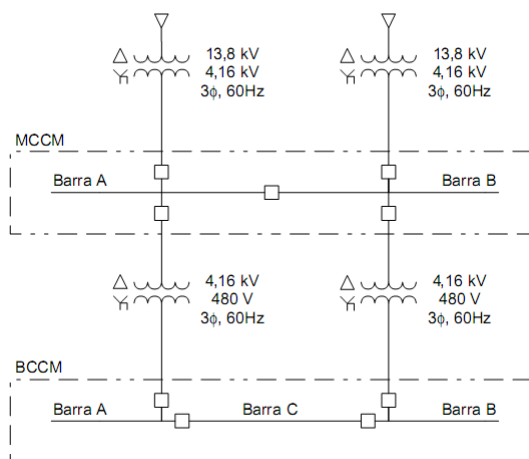 13,8 kV
4,16 kV
3ϕ, 60Hz
13,8 kV
4,16 kV
3ϕ, 60Hz
MCCM
Barra A
Barra B
4,16 kV
480 V
3ϕ, 60Hz
4,16 kV
480 V
3ϕ, 60Hz
BCCM
Barra A
Barra C
Barra B